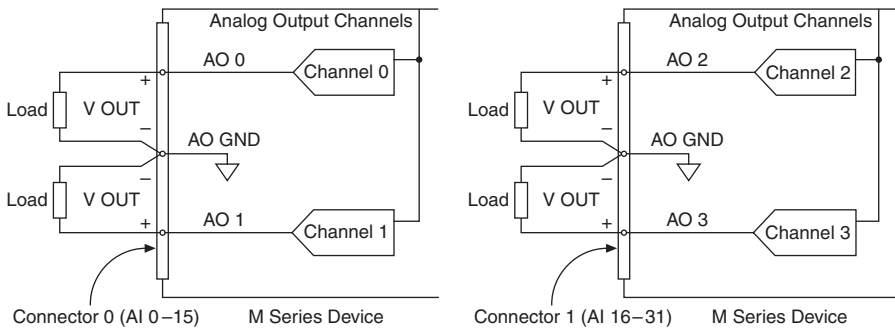 Analog Output Channels
AO 0
Channel 0
+
Load
V OUT
–
AO GND
–
Load
V OUT
+
AO 1
Channel 1
Connector 0 (AI 0–15)
M Series Device
Analog Output Channels
AO 2
Channel 2
+
Load
V OUT
–
AO GND
–
Load
V OUT
+
AO 3
Channel 3
Connector 1 (AI 16–31)
M Series Device